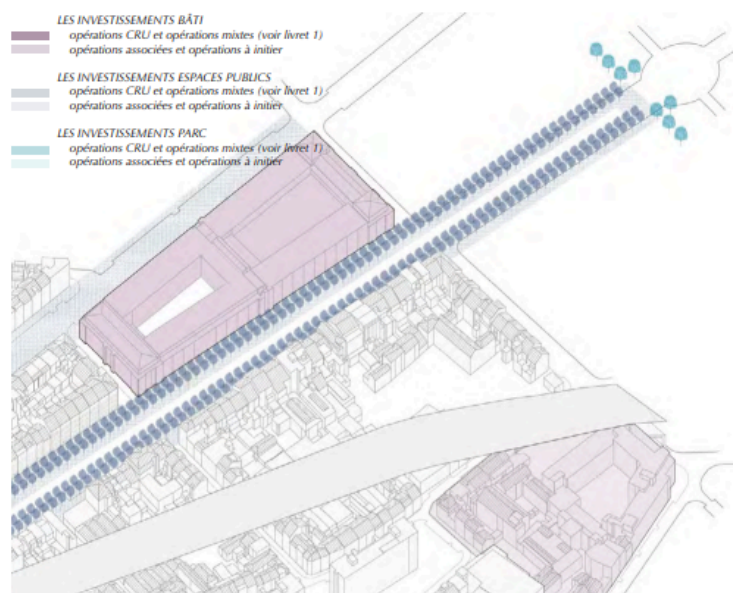 LES INVESTISSEMENTS BÂTI
opérations CRU et opérations mixtes (voir livret 1)
opérations associées et opérations à initier
LES INVESTISSEMENTS ESPACES PUBLICS
opérations CRU et opérations mixtes (voir livret 1)
opérations associées et opérations à initier
LES INVESTISSEMENTS PARC
opérations CRU et opérations mixtes (voir livret 1)
opérations associées et opérations à initier